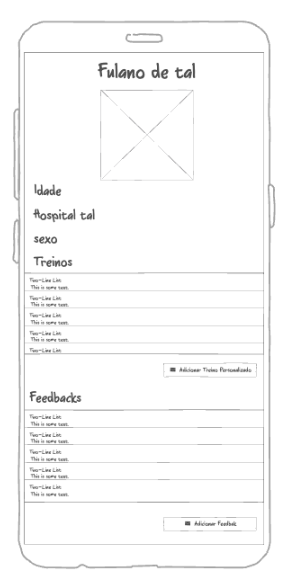 Fulano de tal
Idade
Hospital tal
sexo
Treinos
Two-Line List
This is some text.
Two-Line List
This is some text.
Two-Line List
This is some text.
Two-Line List
This is some text.
Two-Line List
Adicionar Treino Personalizado
Feedbacks
Two-Line List
This is some text.
Two-Line List
This is some text.
Two-Line List
This is some text.
Two-Line List
This is some text.
Two-Line List
This is some text.
Adicionar Feedbak